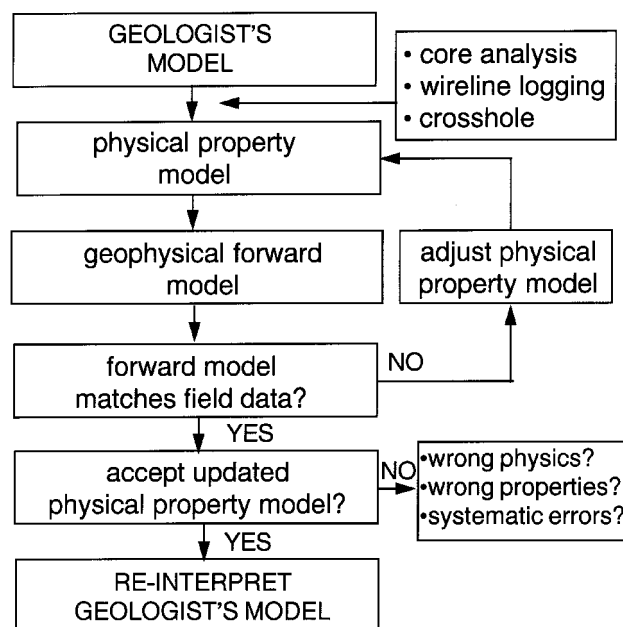 GEOLOGIST'S
MODEL
• core analysis
• wireline logging
• crosshole
physical property
model
geophysical forward
model
adjust physical
property model
forward model
matches field data?
NO
YES
accept updated
physical property model?
NO
•wrong physics?
•wrong properties?
•systematic errors?
YES
RE-INTERPRET
GEOLOGIST'S MODEL